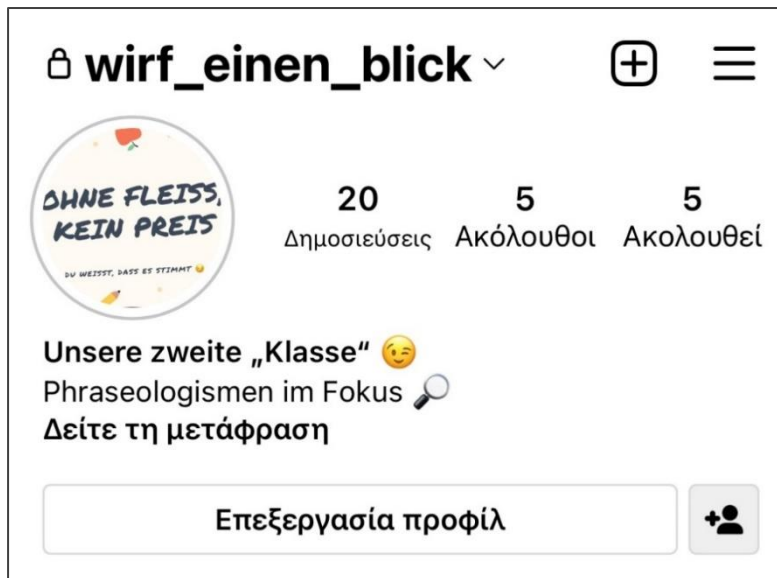 wirf_einen_blick
OHNE FLEISS,
KEIN PREIS
DU WEISST, DASS ES STIMMT 😉
20 5 5
Δημοσιεύσεις Ακόλουθοι Ακολουθεί
Unsere zweite „Klasse“ 😉
Phraseologismen im Fokus 🔎
Δείτε τη μετάφραση
Επεξεργασία προφίλ